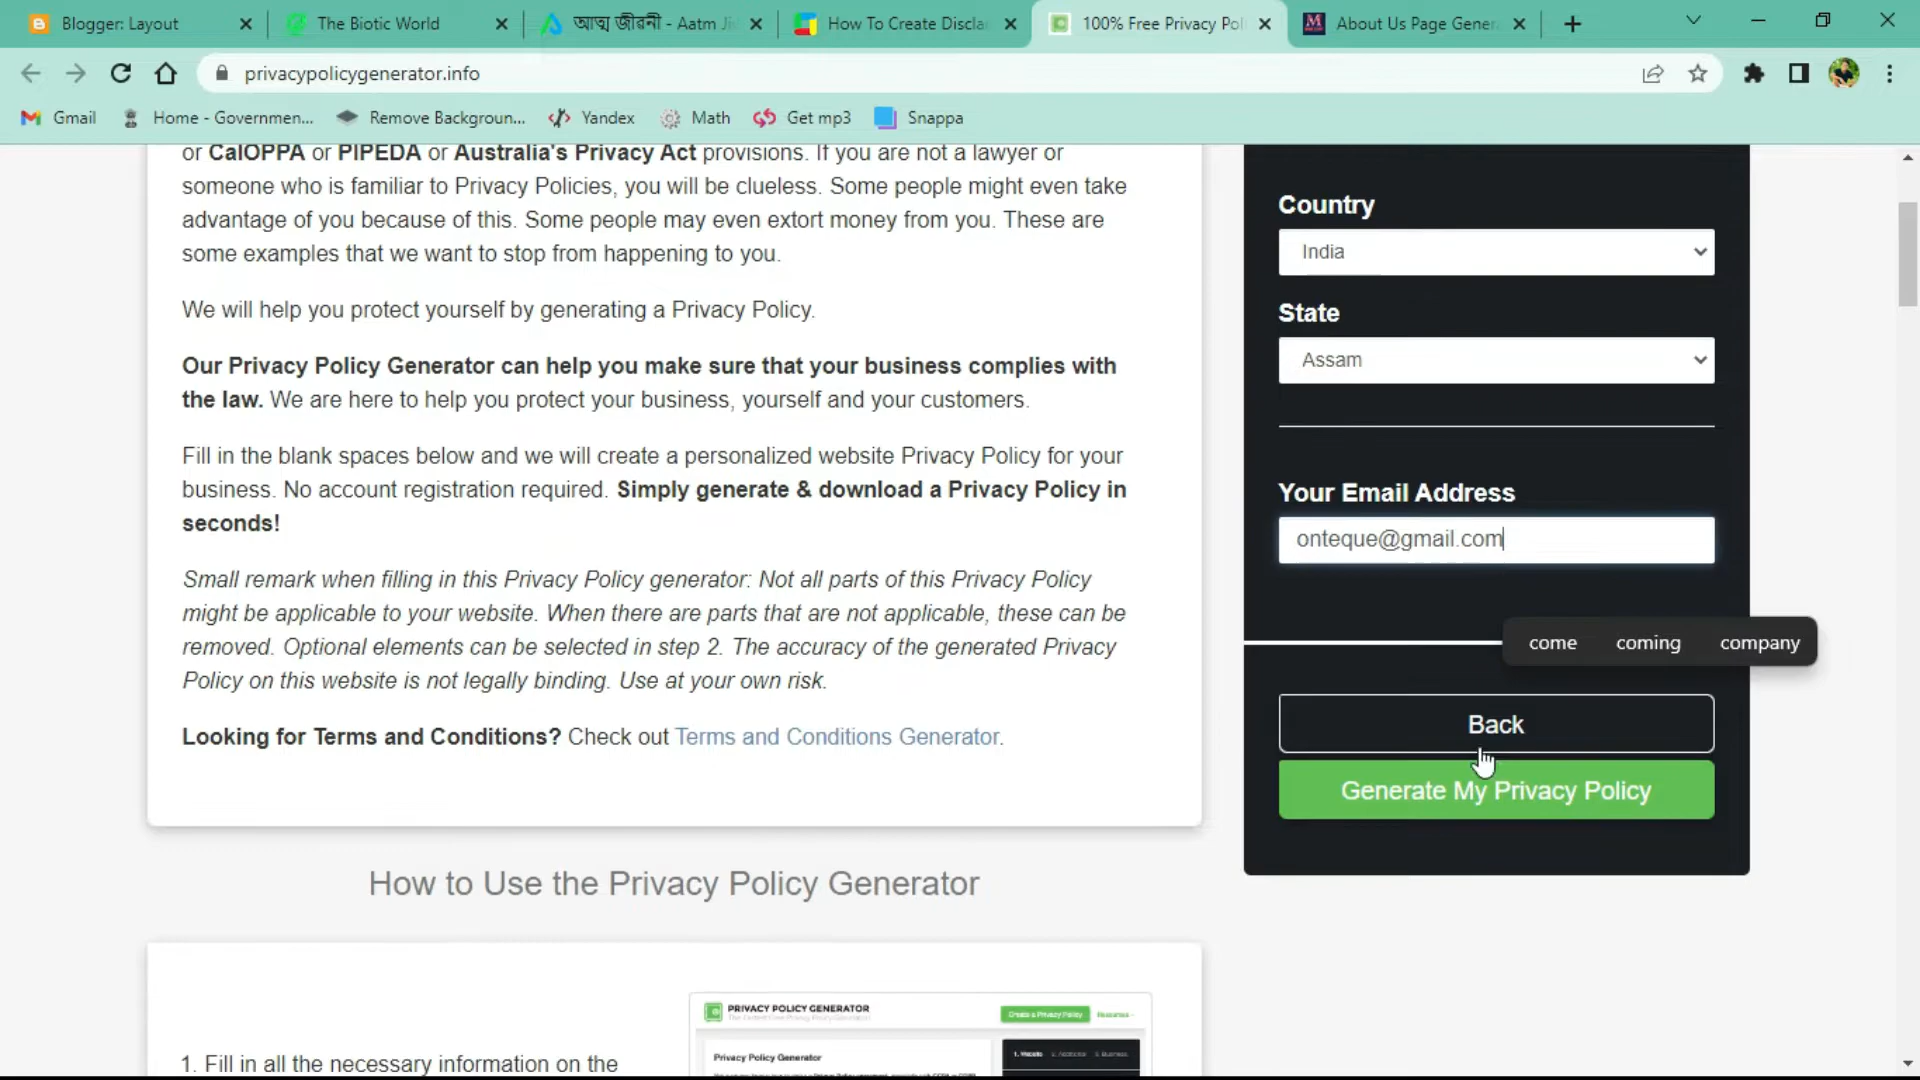 Blogger: Layout
The Biotic World
আত্ম জীৱনী - Aatm Ji
How To Create Discla
100% Free Privacy Pol
About Us Page Gener
privacypolicygenerator.info
Gmail
Home - Governmen...
Remove Backgroun...
Yandex
Math
Get mp3
Snappa
or CalOPPA or PIPEDA or Australia's Privacy Act provisions. If you are not a lawyer or
someone who is familiar to Privacy Policies, you will be clueless. Some people might even take
advantage of you because of this. Some people may even extort money from you. These are
some examples that we want to stop from happening to you.
We will help you protect yourself by generating a Privacy Policy.
Our Privacy Policy Generator can help you make sure that your business complies with
the law. We are here to help you protect your business, yourself and your customers.
Fill in the blank spaces below and we will create a personalized website Privacy Policy for your
business. No account registration required. Simply generate & download a Privacy Policy in
seconds!
Small remark when filling in this Privacy Policy generator: Not all parts of this Privacy Policy
might be applicable to your website. When there are parts that are not applicable, these can be
removed. Optional elements can be selected in step 2. The accuracy of the generated Privacy
Policy on this website is not legally binding. Use at your own risk.
Looking for Terms and Conditions? Check out Terms and Conditions Generator.
Country
India
State
Assam
Your Email Address
onteque@gmail.com
come coming company
Back
Generate My Privacy Policy
How to Use the Privacy Policy Generator
1. Fill in all the necessary information on the
PRIVACY POLICY GENERATOR
Create a Privacy Policy
Resources
Privacy Policy Generator
1. Website
3. Business